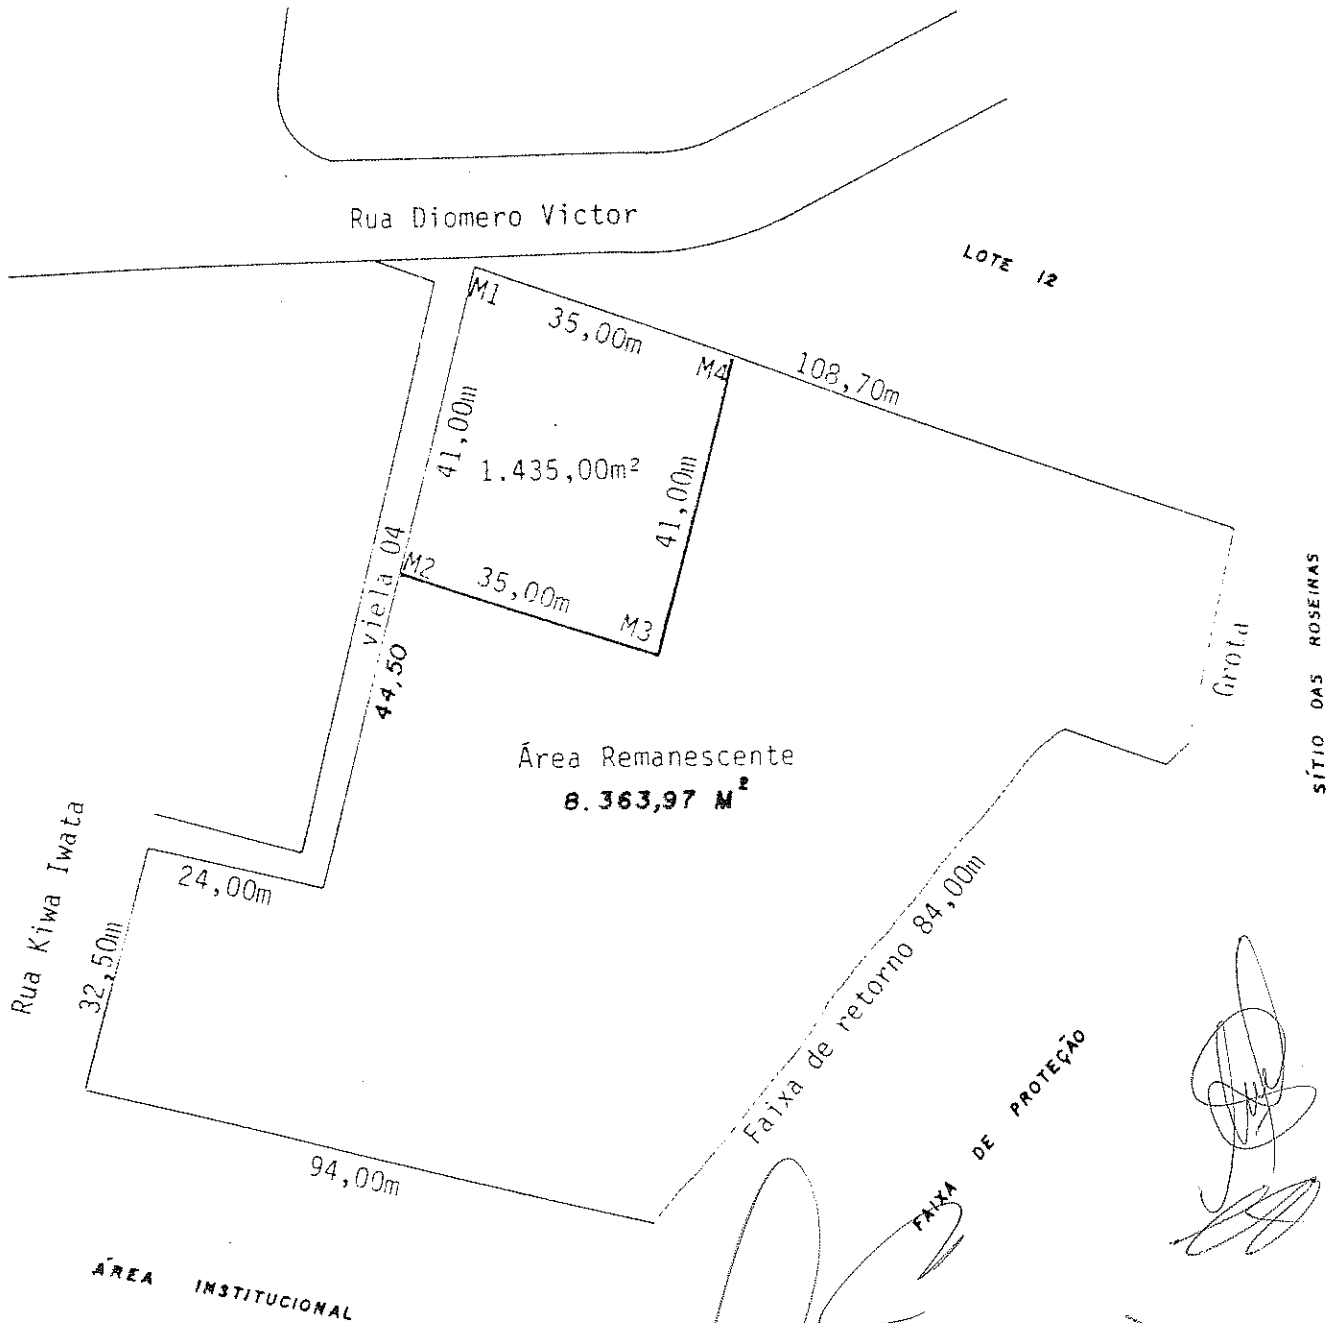 Rua Diomero Victor
LOTE 12
M1
35,00m
M4
108,70m
41,00m
1.435,00m²
41,00m
viela 04
M2
35,00m
M3
44,50
Grota
SÍTIO DAS ROSEINAS
Área Remanescente
8.363,97 M²
Rua Kiwa Iwata
24,00m
32,50m
Faixa de retorno 84,00m
FAIXA DE PROTEÇÃO
94,00m
ÁREA INSTITUCIONAL